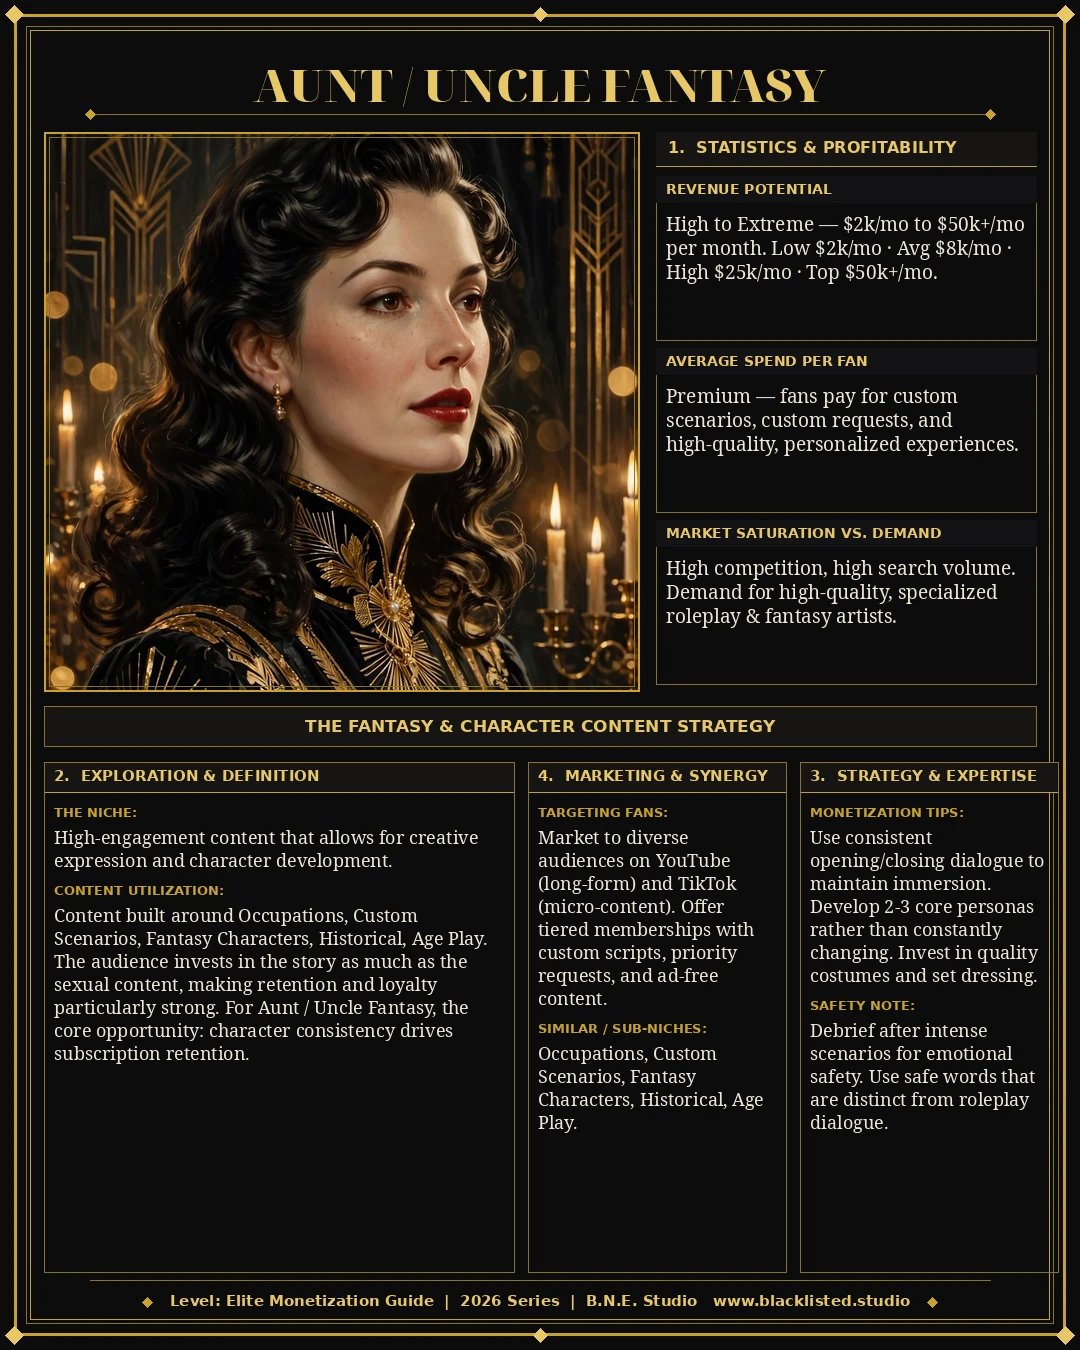 AUNT / UNCLE FANTASY
1. STATISTICS & PROFITABILITY
REVENUE POTENTIAL
High to Extreme — $2k/mo to $50k+/mo
per month. Low $2k/mo · Avg $8k/mo ·
High $25k/mo · Top $50k+/mo.
AVERAGE SPEND PER FAN
Premium — fans pay for custom
scenarios, custom requests, and
high-quality, personalized experiences.
MARKET SATURATION VS. DEMAND
High competition, high search volume.
Demand for high-quality, specialized
roleplay & fantasy artists.
THE FANTASY & CHARACTER CONTENT STRATEGY
2. EXPLORATION & DEFINITION
THE NICHE:
High-engagement content that allows for creative
expression and character development.
CONTENT UTILIZATION:
Content built around Occupations, Custom
Scenarios, Fantasy Characters, Historical, Age Play.
The audience invests in the story as much as the
sexual content, making retention and loyalty
particularly strong. For Aunt / Uncle Fantasy, the
core opportunity: character consistency drives
subscription retention.
4. MARKETING & SYNERGY
TARGETING FANS:
Market to diverse
audiences on YouTube
(long-form) and TikTok
(micro-content). Offer
tiered memberships with
custom scripts, priority
requests, and ad-free
content.
SIMILAR / SUB-NICHES:
Occupations, Custom
Scenarios, Fantasy
Characters, Historical, Age
Play.
3. STRATEGY & EXPERTISE
MONETIZATION TIPS:
Use consistent
opening/closing dialogue to
maintain immersion.
Develop 2-3 core personas
rather than constantly
changing. Invest in quality
costumes and set dressing.
SAFETY NOTE:
Debrief after intense
scenarios for emotional
safety. Use safe words that
are distinct from roleplay
dialogue.
Level: Elite Monetization Guide | 2026 Series | B.N.E. Studio www.blacklisted.studio